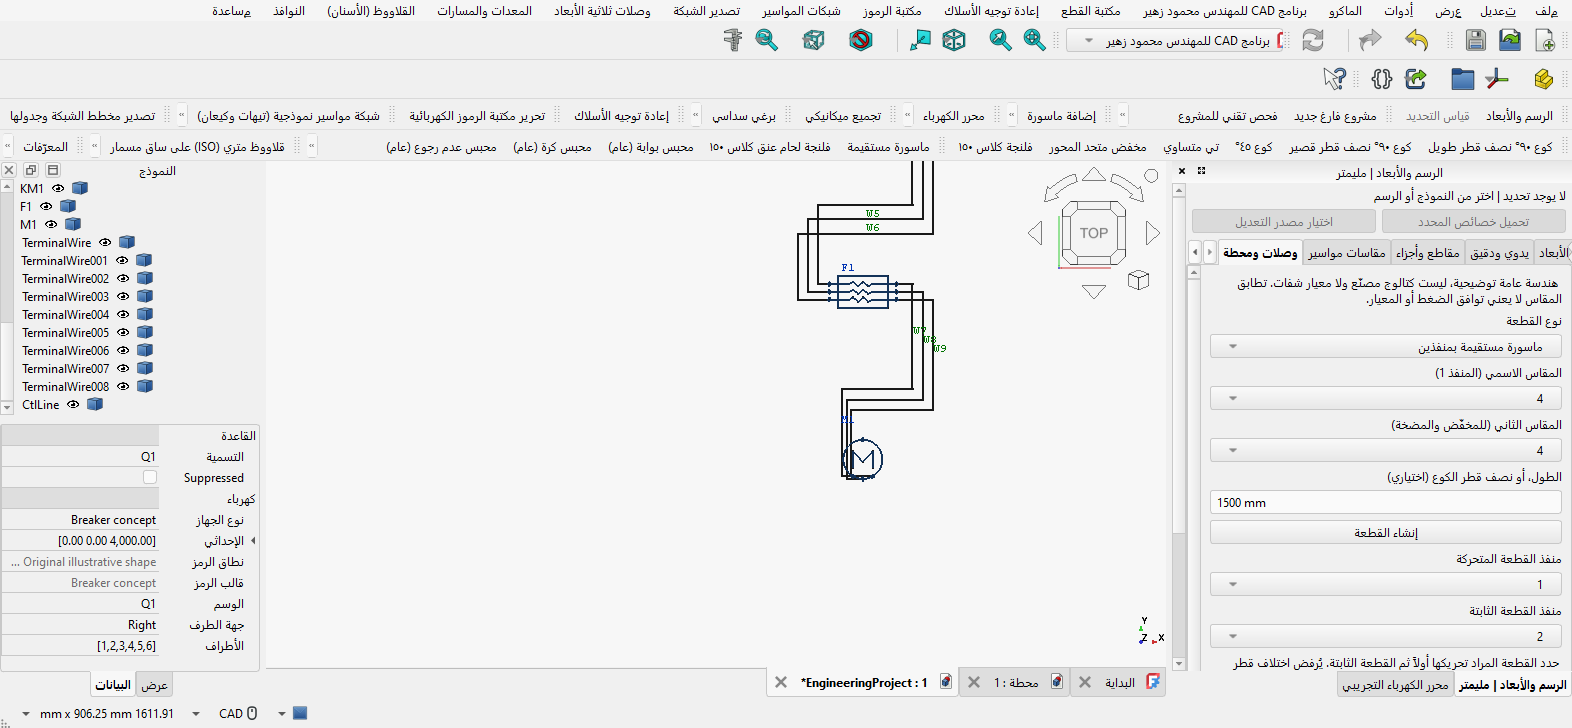 ملف تعديل عرض أدوات الماكرو برنامج CAD للمهندس محمود زهير مكتبة القطع إعادة توجيه الأسلاك مكتبة الرموز شبكات المواسير تصدير الشبكة وصلات ثلاثية الأبعاد المعدات والمسارات القلاووظ (الأسنان) النوافذ مساعدة
برنامج CAD للمهندس محمود زهير
الرسم والأبعاد قياس التحديد مشروع فارغ جديد فحص تقني للمشروع » إضافة ماسورة » محرر الكهرباء » تجميع ميكانيكي برغي سداسي » إعادة توجيه الأسلاك تحرير مكتبة الرموز الكهربائية شبكة مواسير نموذجية (تيهات وكيعان) » تصدير مخطط الشبكة وجدولها
كوع ٩٠° نصف قطر طويل كوع ٩٠° نصف قطر قصير كوع ٤٥° تي متساوي مخفض متحد المحور فلنجة كلاس ١٥٠ ماسورة مستقيمة فلنجة لحام عنق كلاس ١٥٠ محبس بوابة (عام) محبس كرة (عام) محبس عدم رجوع (عام) » قلاووظ متري (ISO) على ساق مسمار » المعرّفات »
النموذج
KM1
F1
M1
TerminalWire
TerminalWire001
TerminalWire002
TerminalWire003
TerminalWire004
TerminalWire005
TerminalWire006
TerminalWire007
TerminalWire008
CtlLine
القاعدة
التسمية Q1
Suppressed
كهرباء
نوع الجهاز Breaker concept
الإحداثي [0.00 0.00 4,000.00]
نطاق الرمز Original illustrative shape ...
قالب الرمز Breaker concept
الوسم Q1
جهة الطرف Right
الأطراف [1,2,3,4,5,6]
عرض البيانات
W5
W6
F1
W7
W8
W9
M
TOP
Y
Z X
الرسم والأبعاد | مليمتر
لا يوجد تحديد | اختر من النموذج أو الرسم
تحميل خصائص المحدد اختيار مصدر التعديل
الأبعاد يدوي ودقيق مقاطع وأجزاء مقاسات مواسير وصلات ومحطة
هندسة عامة توضيحية، ليست كتالوج مصنّع ولا معيار شفات. تطابق
المقاس لا يعني توافق الضغط أو المعيار.
نوع القطعة
ماسورة مستقيمة بمنفذين
المقاس الاسمي (المنفذ 1)
4
المقاس الثاني (للمخفّض والمضخة)
4
الطول، أو نصف قطر الكوع (اختياري)
1500 mm
إنشاء القطعة
منفذ القطعة المتحركة
1
منفذ القطعة الثابتة
2
حدد القطعة المراد تحريكها أولاً ثم القطعة الثابتة. يُرفض اختلاف قطر
الرسم والأبعاد | مليمتر محرر الكهرباء التجريبي
البداية محطة : 1 EngineeringProject : 1*
1611.91 mm x 906.25 mm CAD